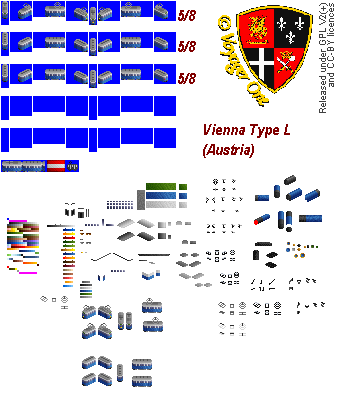 5/8
5/8
5/8
© Voyager One
Released under GPL v2(+)
and CC-BY licences
Vienna Type L
(Austria)